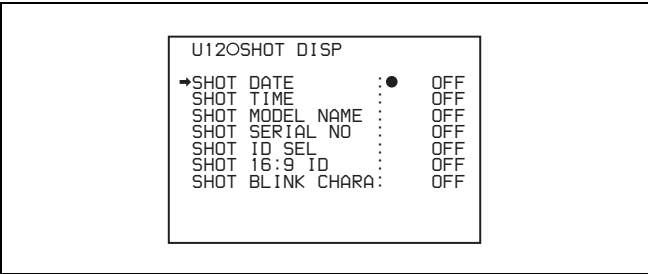 U12○SHOT DISP
➡SHOT DATE :● OFF
SHOT TIME : OFF
SHOT MODEL NAME : OFF
SHOT SERIAL NO : OFF
SHOT ID SEL : OFF
SHOT 16:9 ID : OFF
SHOT BLINK CHARA: OFF